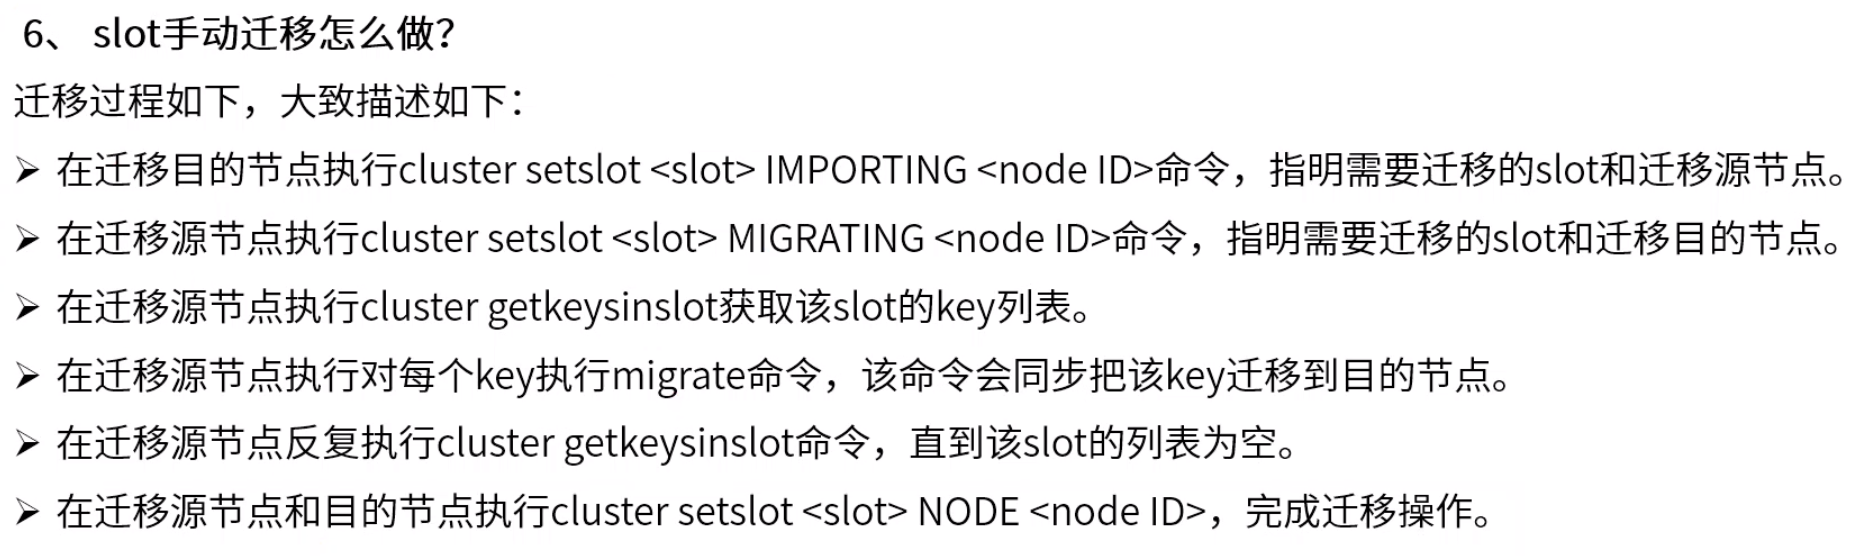 6、 slot手动迁移怎么做?
迁移过程如下，大致描述如下：
➢ 在迁移目的节点执行cluster setslot <slot> IMPORTING <node ID>命令，指明需要迁移的slot和迁移源节点。
➢ 在迁移源节点执行cluster setslot <slot> MIGRATING <node ID>命令，指明需要迁移的slot和迁移目的节点。
➢ 在迁移源节点执行cluster getkeysinslot获取该slot的key列表。
➢ 在迁移源节点执行对每个key执行migrate命令，该命令会同步把该key迁移到目的节点。
➢ 在迁移源节点反复执行cluster getkeysinslot命令，直到该slot的列表为空。
➢ 在迁移源节点和目的节点执行cluster setslot <slot> NODE <node ID>，完成迁移操作。